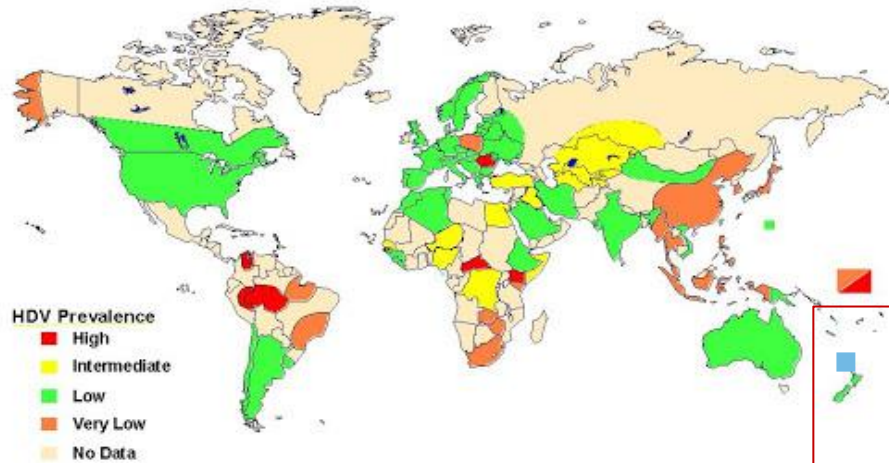 HDV Prevalence
High
Intermediate
Low
Very Low
No Data